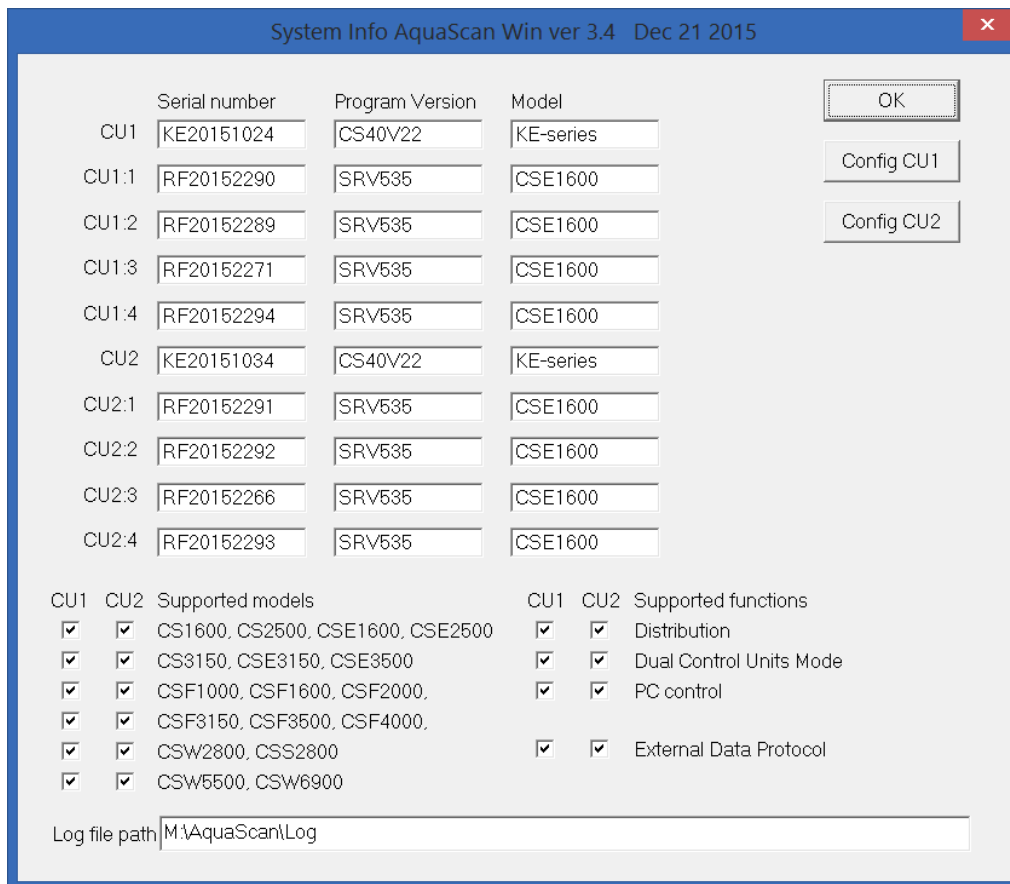 System Info AquaScan Win ver 3.4 Dec 21 2015
Serial number Program Version Model OK
CU1 KE20151024 CS40V22 KE-series
Config CU1
CU1:1 RF20152290 SRV535 CSE1600
CU1:2 RF20152289 SRV535 CSE1600 Config CU2
CU1:3 RF20152271 SRV535 CSE1600
CU1:4 RF20152294 SRV535 CSE1600
CU2 KE20151034 CS40V22 KE-series
CU2:1 RF20152291 SRV535 CSE1600
CU2:2 RF20152292 SRV535 CSE1600
CU2:3 RF20152266 SRV535 CSE1600
CU2:4 RF20152293 SRV535 CSE1600
CU1 CU2 Supported models CU1 CU2 Supported functions
CS1600, CS2500, CSE1600, CSE2500 Distribution
CS3150, CSE3150, CSE3500 Dual Control Units Mode
CSF1000, CSF1600, CSF2000, PC control
CSF3150, CSF3500, CSF4000,
CSW2800, CSS2800 External Data Protocol
CSW5500, CSW6900
Log file path M:\AquaScan\Log